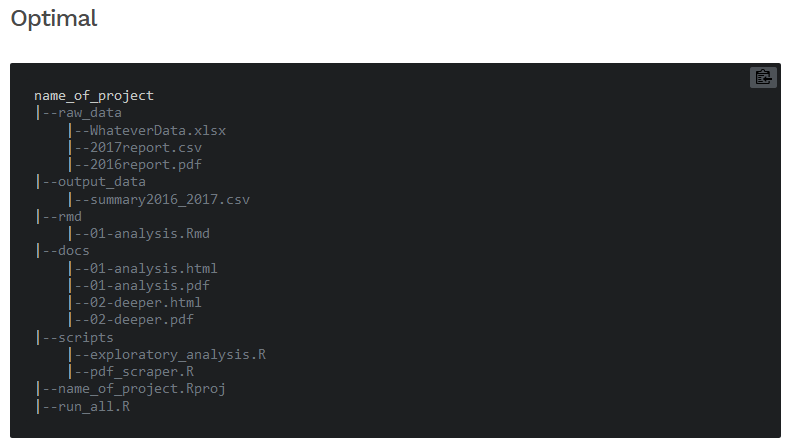 Optimal
name_of_project
|--raw_data
    |--WhateverData.xlsx
    |--2017report.csv
    |--2016report.pdf
|--output_data
    |--summary2016_2017.csv
|--rmd
    |--01-analysis.Rmd
|--docs
    |--01-analysis.html
    |--01-analysis.pdf
    |--02-deeper.html
    |--02-deeper.pdf
|--scripts
    |--exploratory_analysis.R
    |--pdf_scraper.R
|--name_of_project.Rproj
|--run_all.R